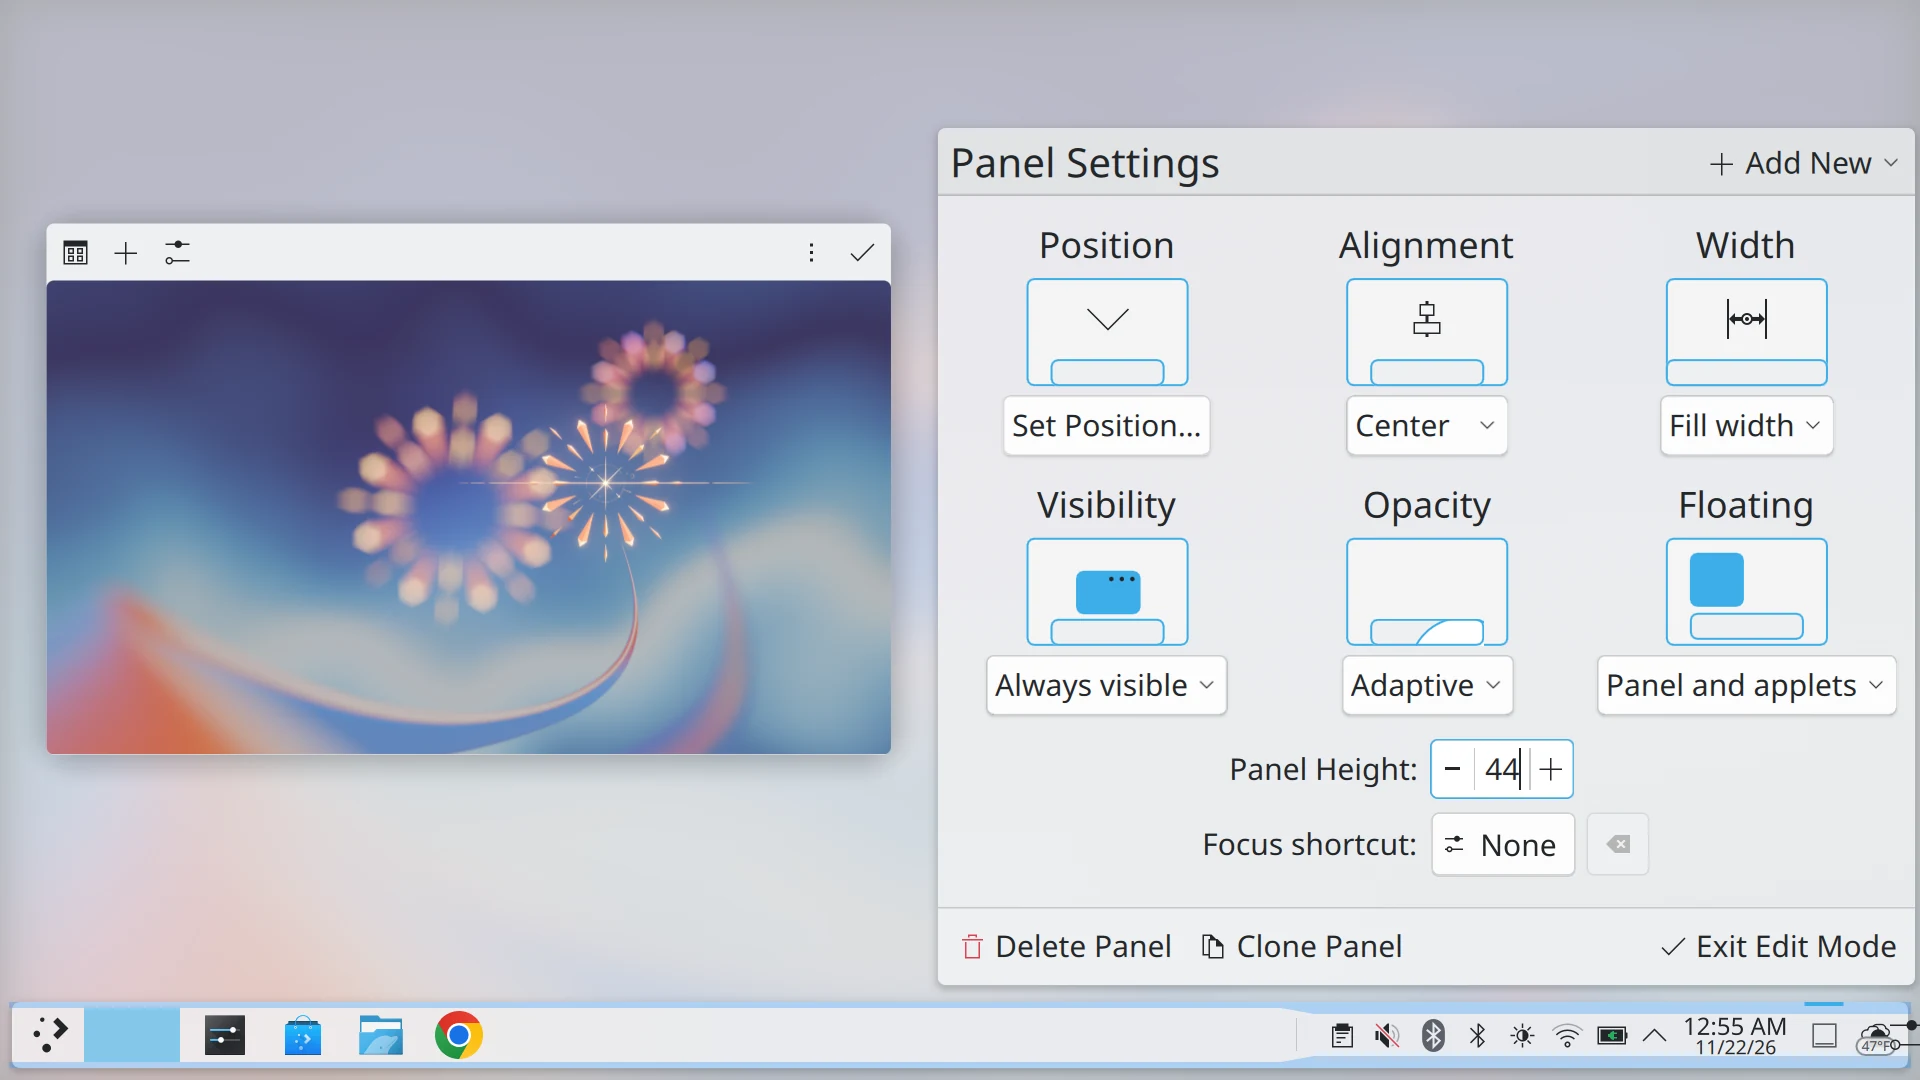 Panel Settings
Add New
Position
Alignment
Width
Set Position...
Center
Fill width
Visibility
Opacity
Floating
Always visible
Adaptive
Panel and applets
Panel Height:
44
Focus shortcut:
None
Delete Panel
Clone Panel
Exit Edit Mode
12:55 AM
11/22/26
47°F